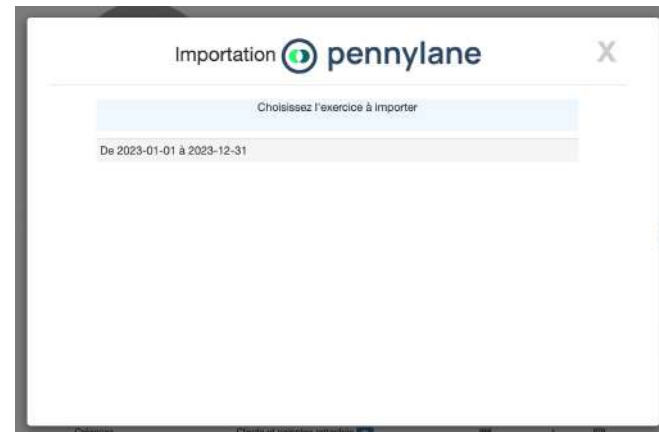 Importation pennylane X
Choisissez l'exercice à importer
De 2023-01-01 à 2023-12-31